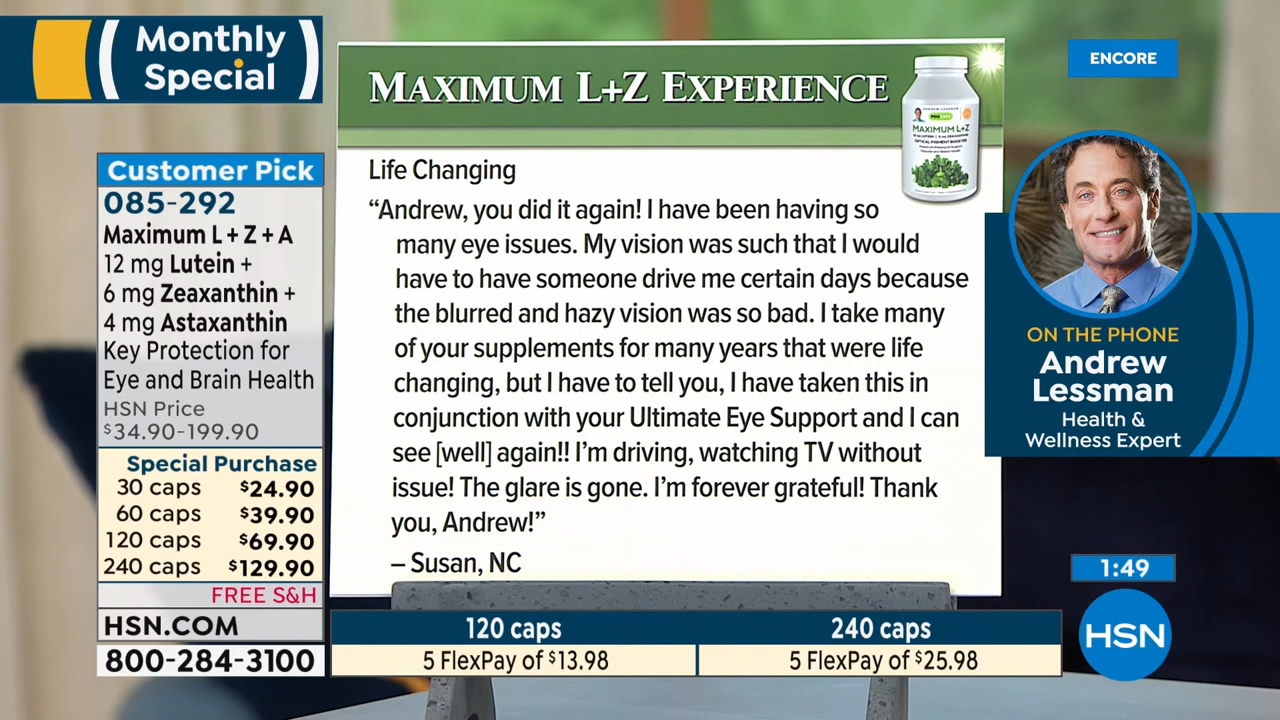 Monthly
Special
ENCORE
Customer Pick
085-292
Maximum L + Z + A
12 mg Lutein +
6 mg Zeaxanthin +
4 mg Astaxanthin
Key Protection for
Eye and Brain Health
HSN Price
$34.90-199.90
Special Purchase
30 caps $24.90
60 caps $39.90
120 caps $69.90
240 caps $129.90
FREE S&H
HSN.COM
800-284-3100
MAXIMUM L+Z EXPERIENCE
MAXIMUM L+Z
Life Changing
“Andrew, you did it again! I have been having so
many eye issues. My vision was such that I would
have to have someone drive me certain days because
the blurred and hazy vision was so bad. I take many
of your supplements for many years that were life
changing, but I have to tell you, I have taken this in
conjunction with your Ultimate Eye Support and I can
see [well] again!! I’m driving, watching TV without
issue! The glare is gone. I’m forever grateful! Thank
you, Andrew!”
– Susan, NC
ON THE PHONE
Andrew
Lessman
Health &
Wellness Expert
1:49
HSN
120 caps 240 caps
5 FlexPay of $13.98 5 FlexPay of $25.98